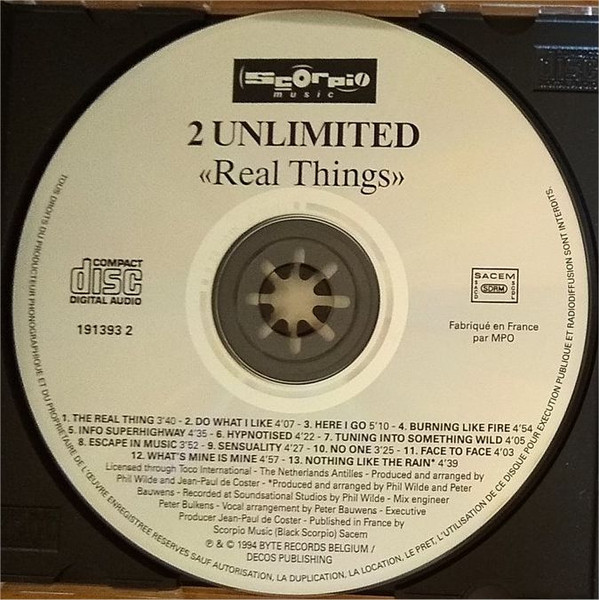 Scorpio
music
2 UNLIMITED
«Real Things»
COMPACT
disc
DIGITAL AUDIO
191393 2
SACEM
SACD
SDRM
SCGL
Fabriqué en France
par MPO
1. THE REAL THING 3'40 - 2. DO WHAT I LIKE 4'07 - 3. HERE I GO 5'10 - 4. BURNING LIKE FIRE 4'54
5. INFO SUPERHIGHWAY 4'35 - 6. HYPNOTISED 4'22 - 7. TUNING INTO SOMETHING WILD 4'05
8. ESCAPE IN MUSIC 3'52 - 9. SENSUALITY 4'27 - 10. NO ONE 3'25 - 11. FACE TO FACE 4'03
12. WHAT'S MINE IS MINE 4'57 - 13. NOTHING LIKE THE RAIN* 4'39
Licensed through Toco International - The Netherlands Antilles - Produced and arranged by
Phil Wilde and Jean-Paul de Coster - *Produced and arranged by Phil Wilde and Peter
Bauwens - Recorded at Soundsational Studios by Phil Wilde - Mix engineer
Peter Bulkens - Vocal arrangement by Peter Bauwens - Executive
Producer Jean-Paul de Coster - Published in France by
Scorpio Music (Black Scorpio) Sacem
℗ & © 1994 BYTE RECORDS BELGIUM /
DECOS PUBLISHING
TOUS DROITS DU PRODUCTEUR PHONOGRAPHIQUE ET DU PROPRIETAIRE DE L'ŒUVRE ENREGISTREE RESERVES SAUF AUTORISATION, LA DUPLICATION, LA LOCATION, LE PRET, L'UTILISATION DE CE DISQUE POUR EXECUTION PUBLIQUE ET RADIODIFFUSION SONT INTERDITS.